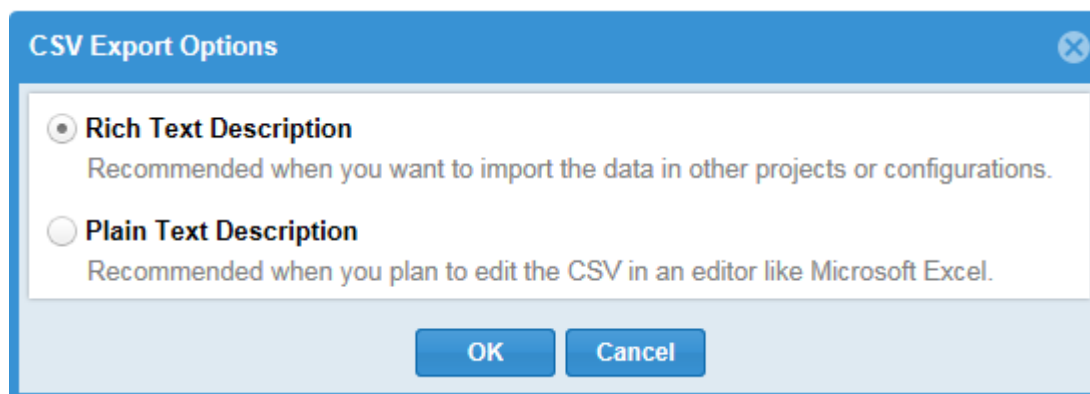 CSV Export Options
Rich Text Description
Recommended when you want to import the data in other projects or configurations.
Plain Text Description
Recommended when you plan to edit the CSV in an editor like Microsoft Excel.
OK
Cancel